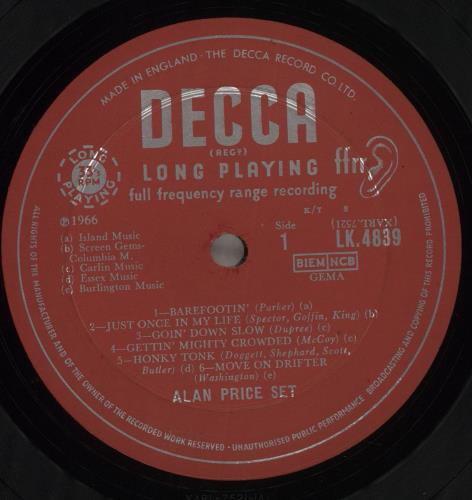 MADE IN ENGLAND · THE DECCA RECORD CO LTD.
DECCA
(REGD)
LONG PLAYING ffrr
LONG PLAYING
33⅓ RPM
full frequency range recording
℗1966
(a) Island Music
(b) Screen Gems-
Columbia M.
(c) Carlin Music
(d) Essex Music
(e) Burlington Music
K/T
8
(XARL.7521)
Side
1
LK.4839
BIEM NCB
GEMA
1—BAREFOOTIN' (Parker) (a)
2—JUST ONCE IN MY LIFE (Spector, Goffin, King) (b)
3—GOIN' DOWN SLOW (Dupree) (c)
4—GETTIN' MIGHTY CROWDED (McCoy) (c)
5—HONKY TONK (Doggett, Shephard, Scott,
Butler) (d) 6—MOVE ON DRIFTER
(Washington) (e)
ALAN PRICE SET
ALL RIGHTS OF THE MANUFACTURER AND OF THE OWNER OF THE RECORDED WORK RESERVED · UNAUTHORISED PUBLIC PERFORMANCE BROADCASTING AND COPYING OF THIS RECORD PROHIBITED